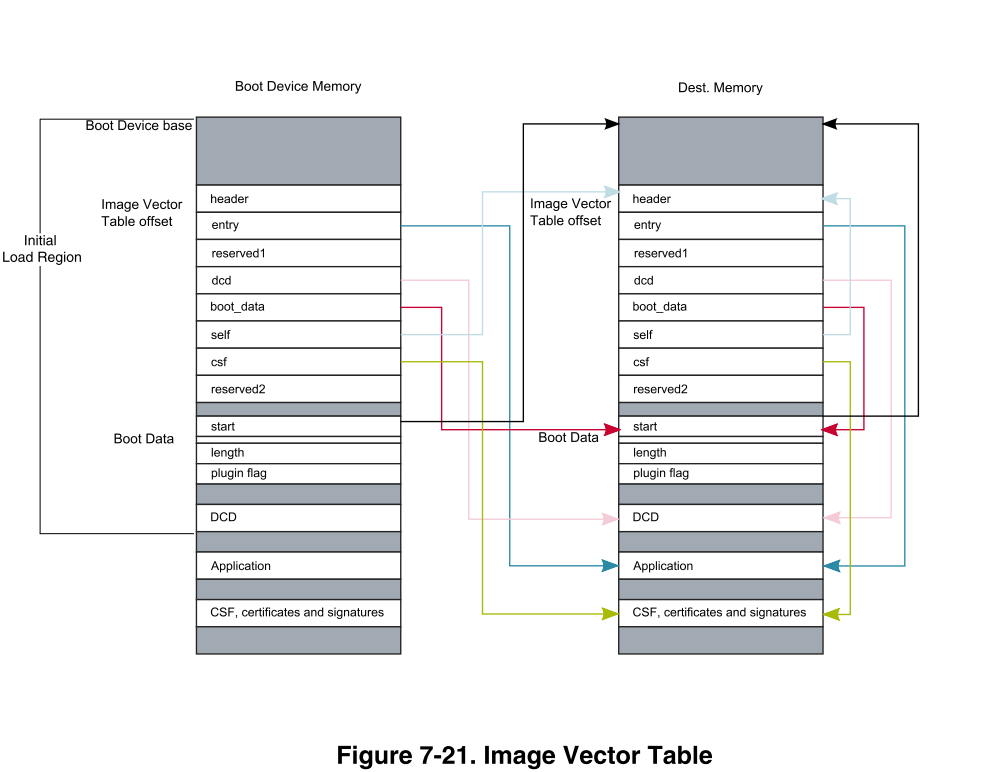 Boot Device Memory
Dest. Memory
Boot Device base
Image Vector
Table offset
Initial
Load Region
header
entry
reserved1
dcd
boot_data
self
csf
reserved2
Boot Data
start
length
plugin flag
DCD
Application
CSF, certificates and signatures
Image Vector
Table offset
header
entry
reserved1
dcd
boot_data
self
csf
reserved2
Boot Data
start
length
plugin flag
DCD
Application
CSF, certificates and signatures
Figure 7-21. Image Vector Table